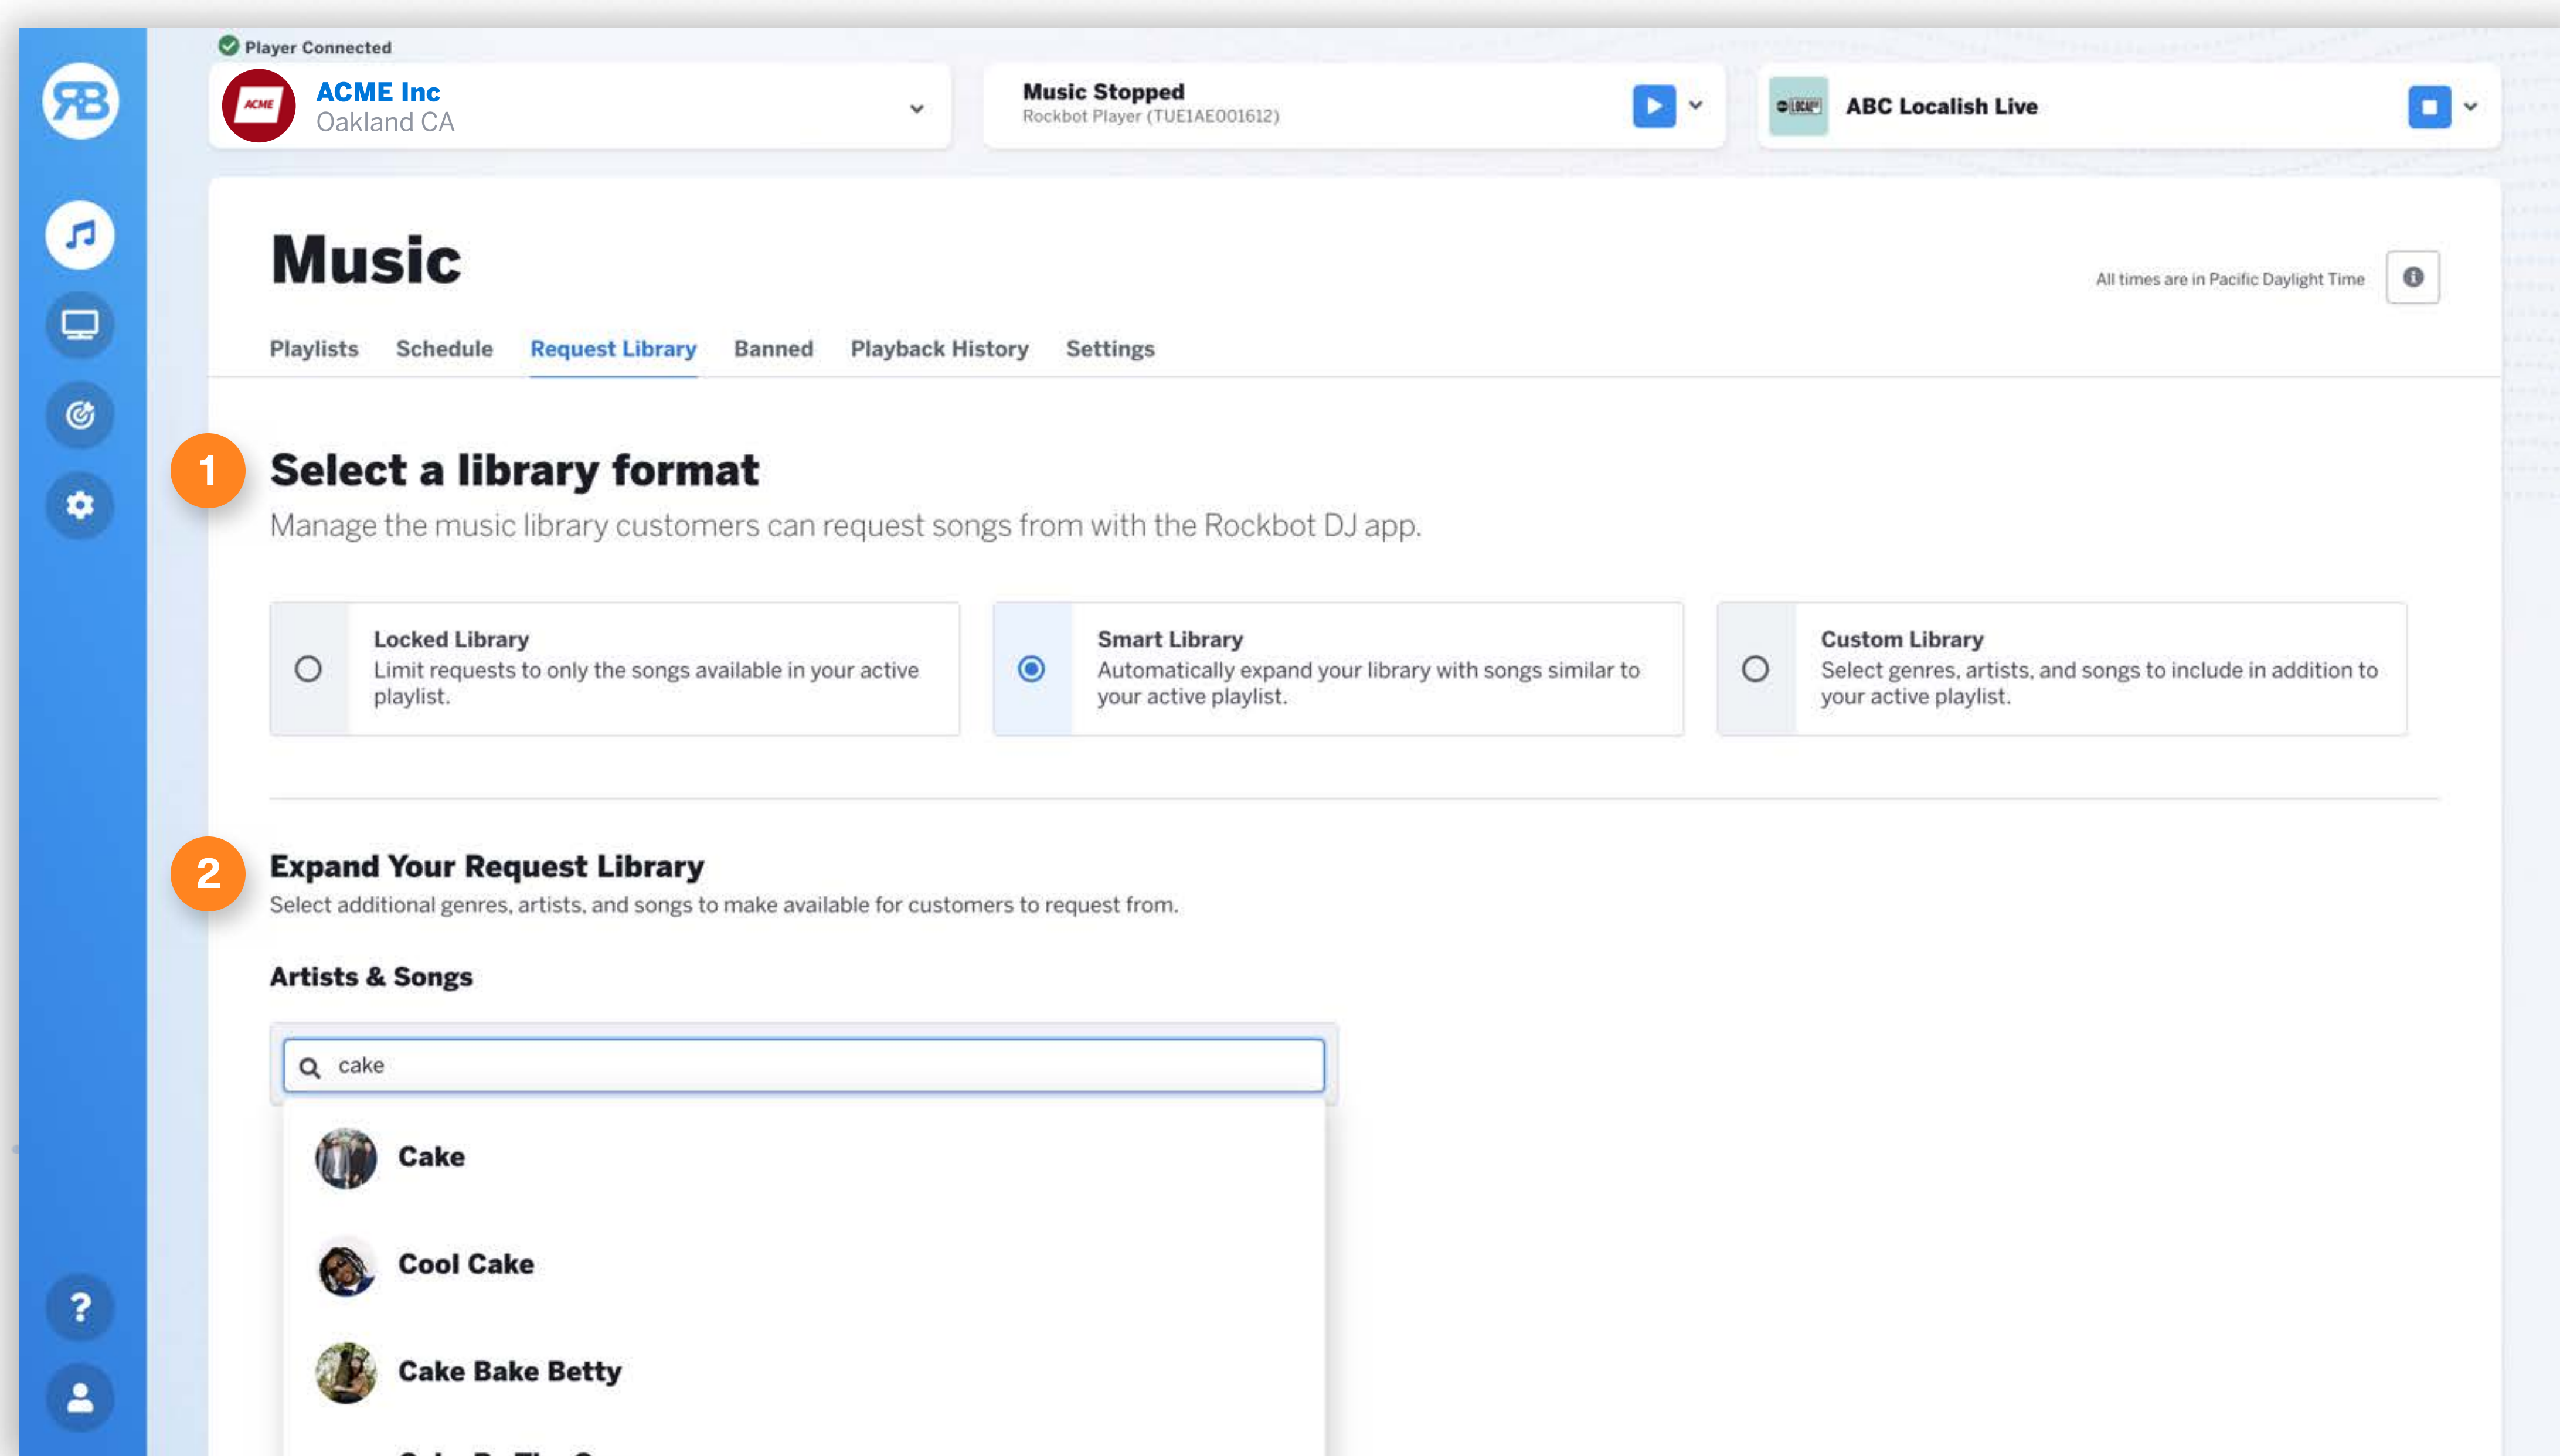 Player Connected
RB
ACME
ACME Inc
Oakland CA
Music Stopped
Rockbot Player (TUE1AE001612)
LOCAL
ABC Localish Live
Music
All times are in Pacific Daylight Time
Playlists Schedule Request Library Banned Playback History Settings
1
Select a library format
Manage the music library customers can request songs from with the Rockbot DJ app.
Locked Library
Limit requests to only the songs available in your active
playlist.
Smart Library
Automatically expand your library with songs similar to
your active playlist.
Custom Library
Select genres, artists, and songs to include in addition to
your active playlist.
2
Expand Your Request Library
Select additional genres, artists, and songs to make available for customers to request from.
Artists & Songs
cake
Cake
Cool Cake
Cake Bake Betty